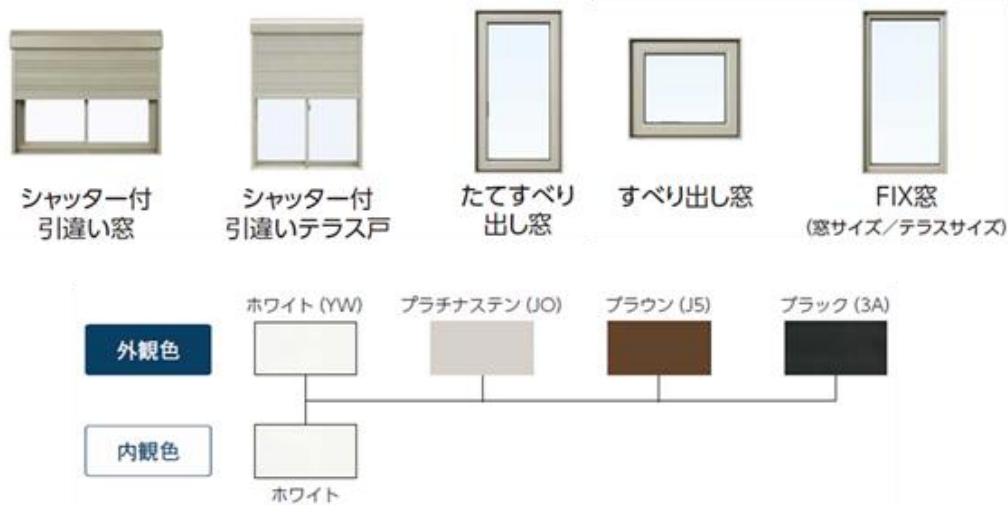 シャッター付
引違い窓
シャッター付
引違いテラス戸
たてすべり
出し窓
すべり出し窓
FIX窓
(窓サイズ/テラスサイズ)
ホワイト(YW)
プラチナステン(JO)
ブラウン(J5)
ブラック(3A)
外観色
内観色
ホワイト